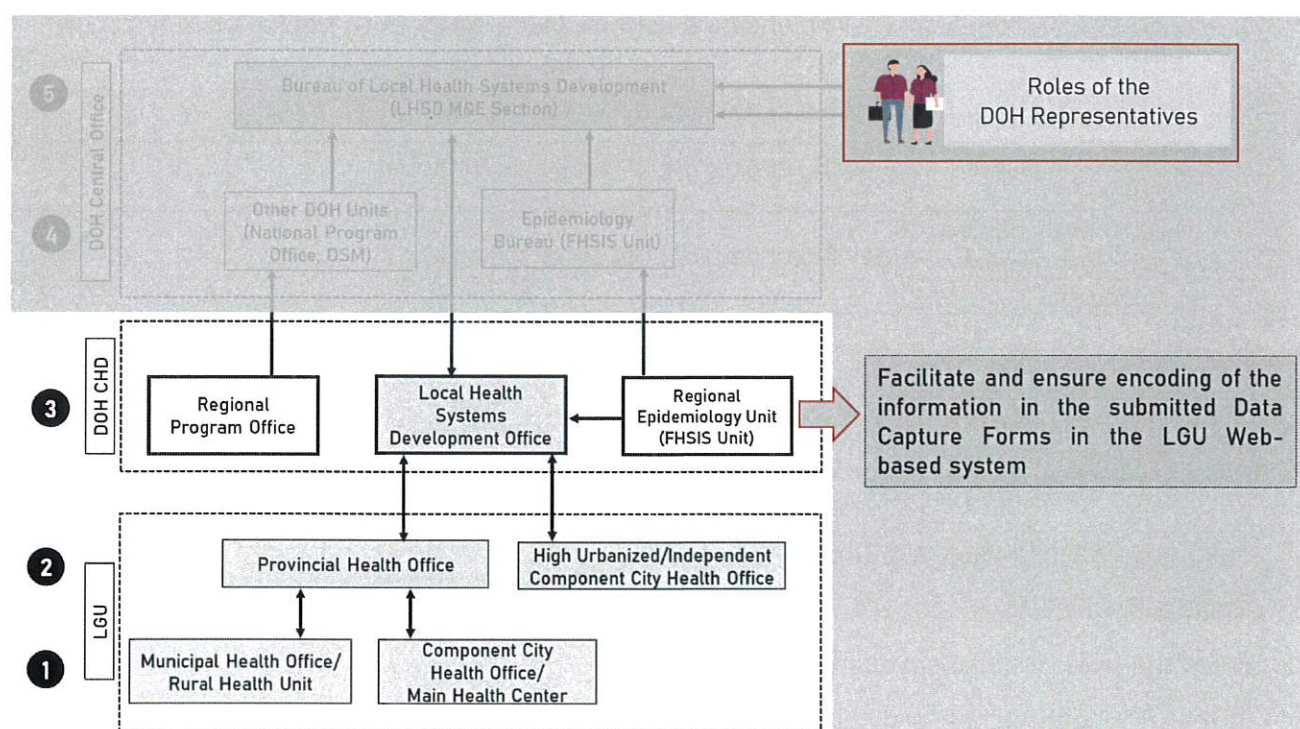 5
DOH Central Office
Bureau of Local Health Systems Development
(LHSD M&E Section)
Roles of the
DOH Representatives
4
Other DOH Units
(National Program
Office, DSM)
Epidemiology
Bureau (FHSIS Unit)
3
DOH CHD
Regional
Program Office
Local Health
Systems
Development Office
Regional
Epidemiology Unit
(FHSIS Unit)
Facilitate and ensure encoding of the
information in the submitted Data
Capture Forms in the LGU Web-
based system
2
LGU
Provincial Health Office
High Urbanized/Independent
Component City Health Office
1
Municipal Health Office/
Rural Health Unit
Component City
Health Office/
Main Health Center